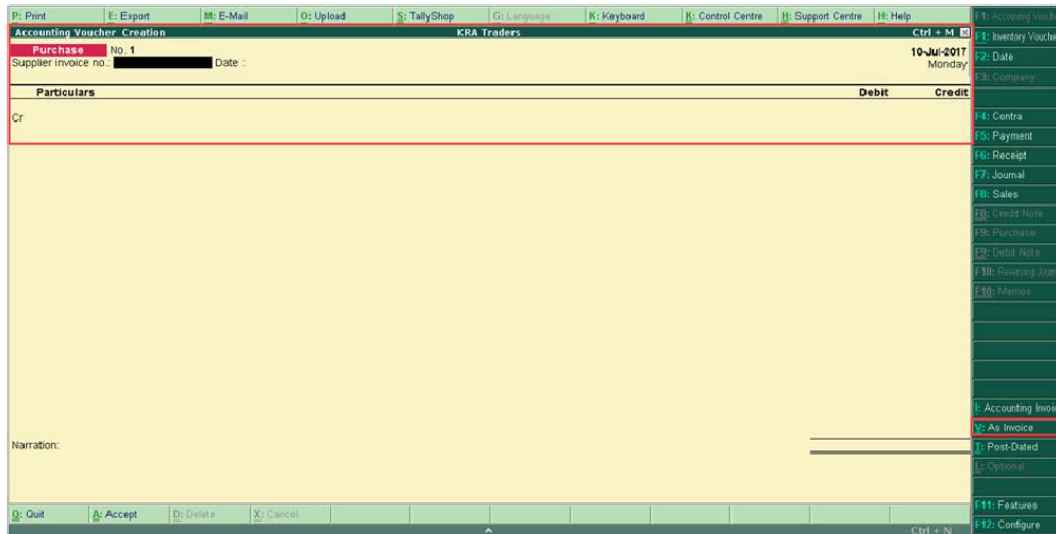 P: Print E: Export M: E-Mail O: Upload S: TallyShop G: Language K: Keyboard K: Control Centre H: Support Centre H: Help
Accounting Voucher Creation KRA Traders Ctrl + M
Purchase No. 1 10-Jul-2017
Supplier invoice no.: Date : Monday
Particulars Debit Credit
Cr
Narration:
Q: Quit A: Accept D: Delete X: Cancel
Ctrl + N
F1: Accounting Vouche
F1: Inventory Vouche
F2: Date
F3: Company
F4: Contra
F5: Payment
F6: Receipt
F7: Journal
F8: Sales
F8: Credit Note
F9: Purchase
F9: Debit Note
F10: Reversing Journ
F10: Memos
I: Accounting Invoi
V: As Invoice
T: Post-Dated
L: Optional
F11: Features
F12: Configure